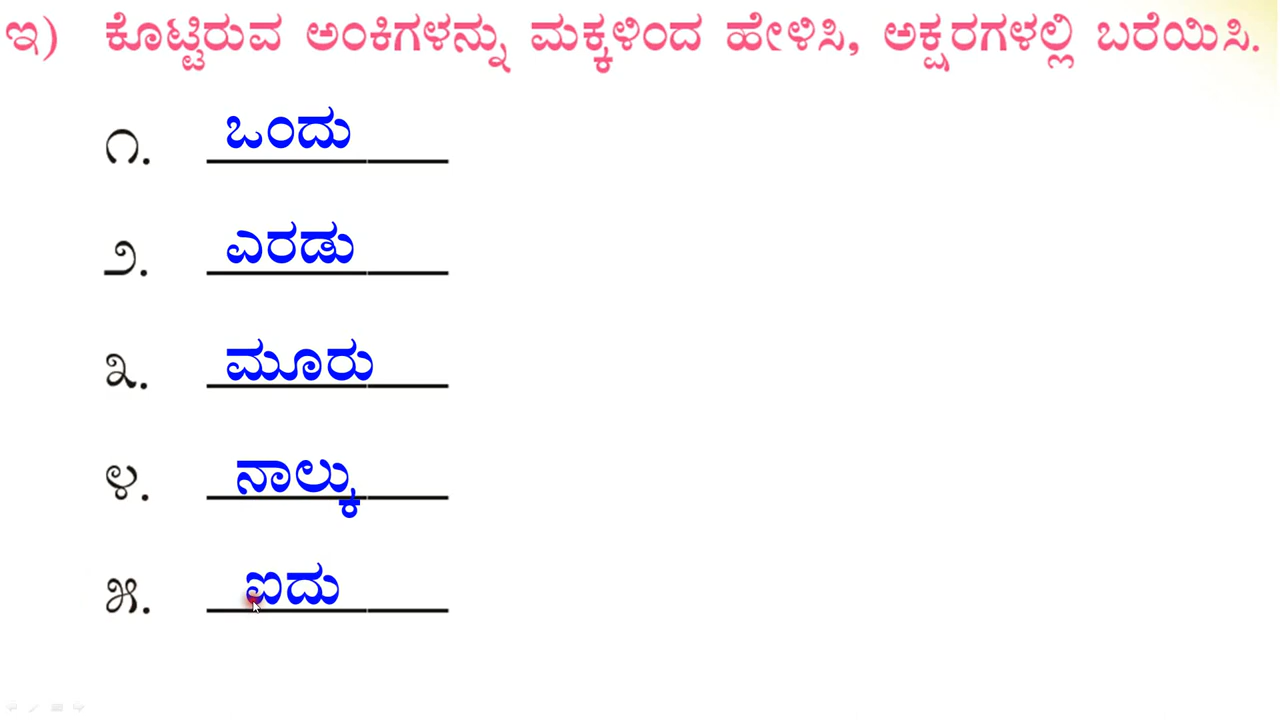 ಇ) ಕೊಟ್ಟಿರುವ ಅಂಕಿಗಳನ್ನು ಮಕ್ಕಳಿಂದ ಹೇಳಿಸಿ, ಅಕ್ಷರಗಳಲ್ಲಿ ಬರೆಯಿಸಿ.
೧. ಒಂದು
೨. ಎರಡು
೩. ಮೂರು
೪. ನಾಲ್ಕು
೫. ಐದು